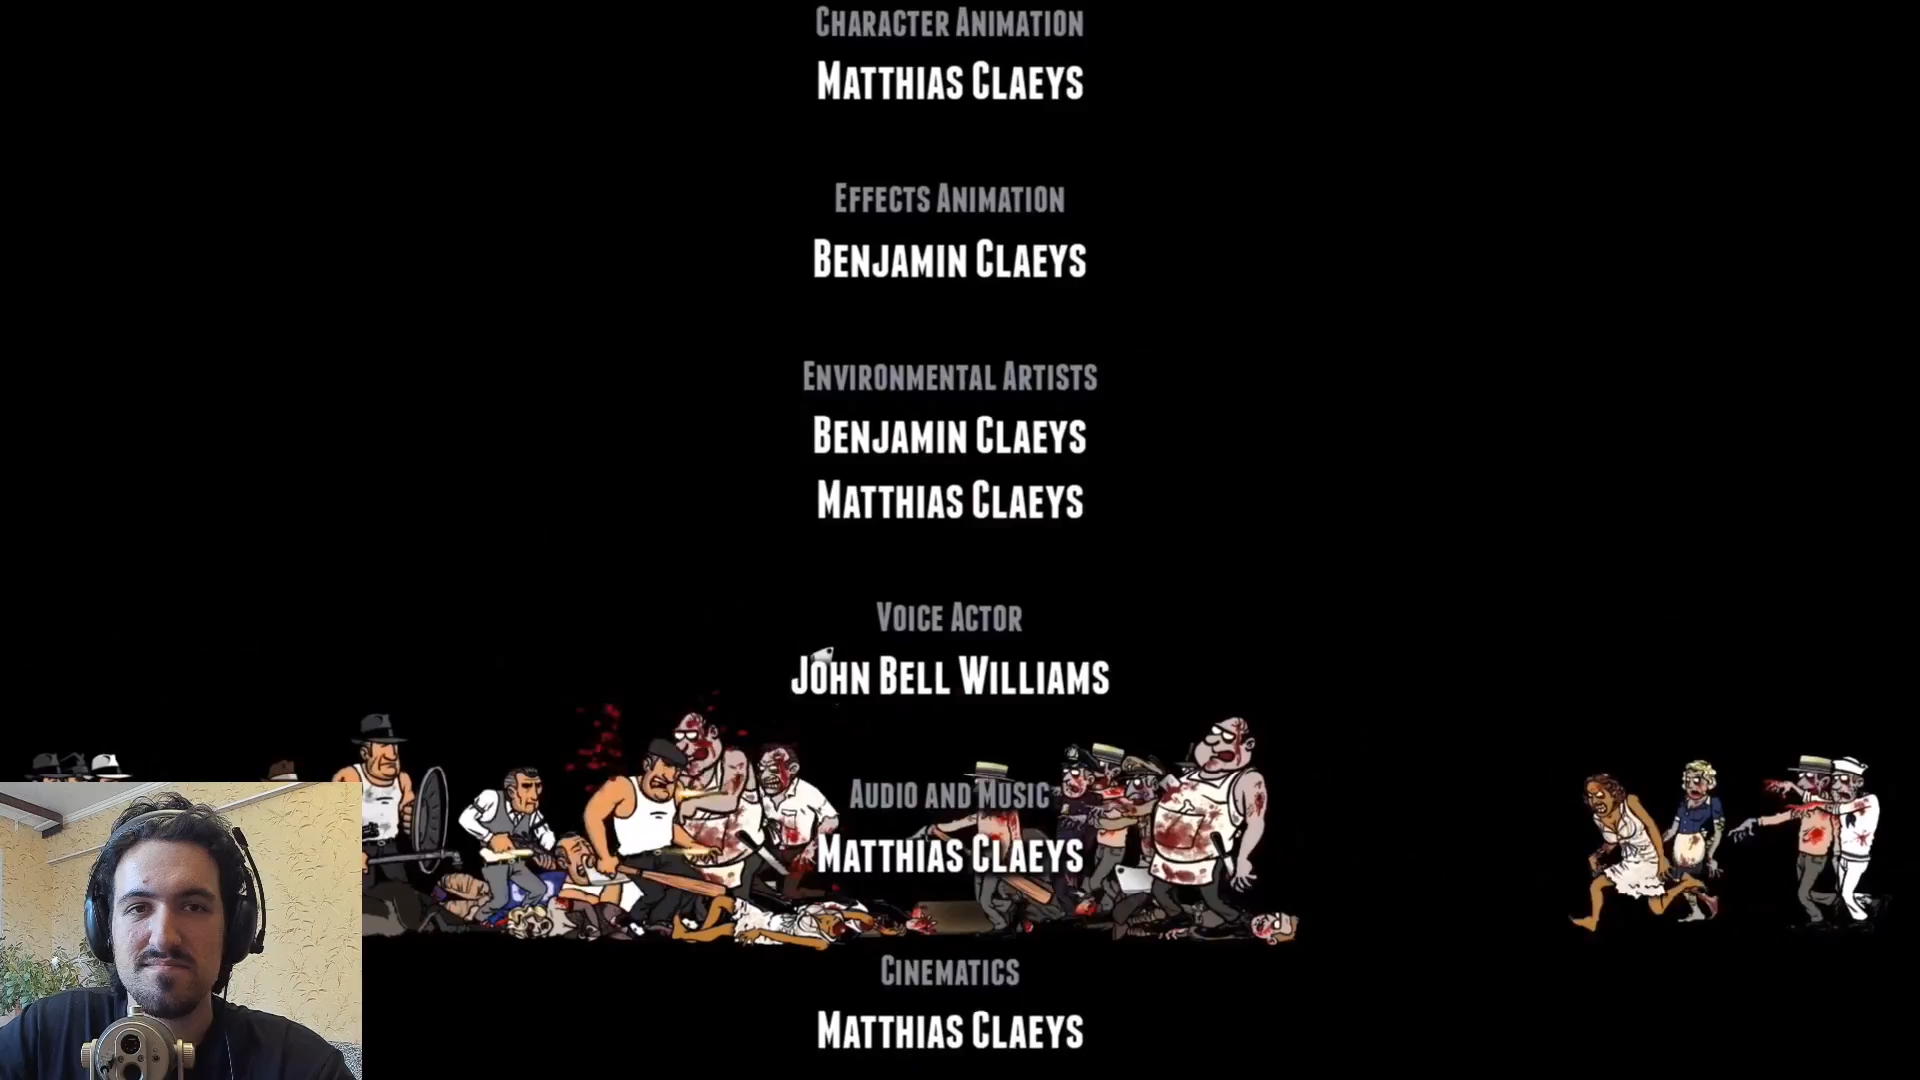 Character Animation
Matthias Claeys
Effects Animation
Benjamin Claeys
Environmental Artists
Benjamin Claeys
Matthias Claeys
Voice Actor
John Bell Williams
Audio and Music
Matthias Claeys
Cinematics
Matthias Claeys